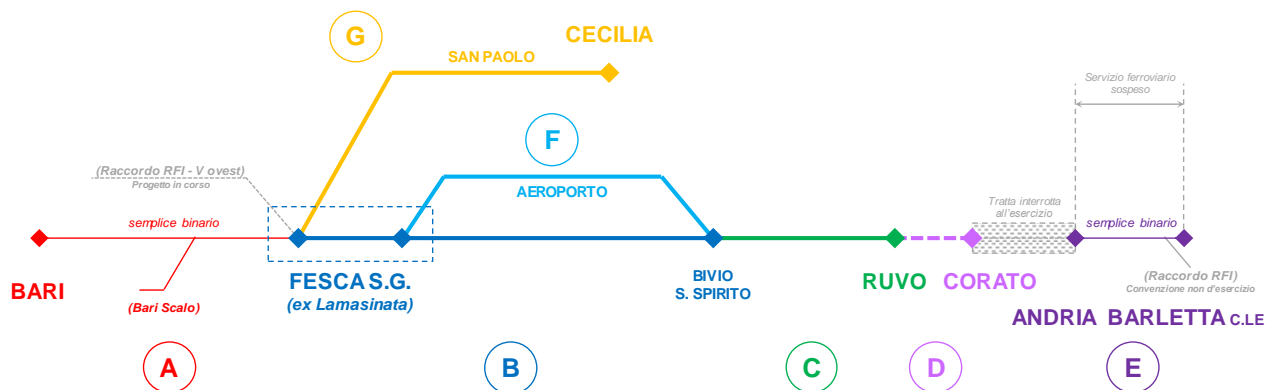 G
CECILIA
SAN PAOLO
Servizio ferroviario
sospeso
F
(Raccordo RFI - V ovest)
Progetto in corso
AEROPORTO
Tratta interrotta
all'esercizio
semplice binario
semplice binario
BARI
(Bari Scalo)
FESCA S.G.
(ex Lamasinata)
BIVIO
S. SPIRITO
RUVO
CORATO
(Raccordo RFI)
Convenzione non d'esercizio
ANDRIA BARLETTA C.LE
A
B
C
D
E